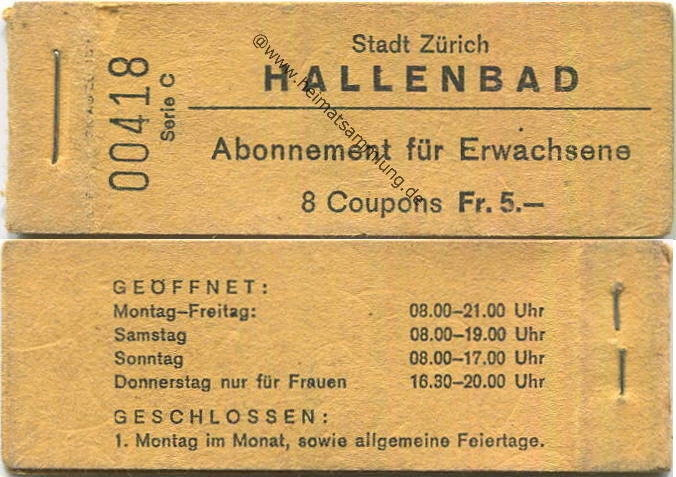 Stadt Zürich
HALLENBAD
00418
Serie C
Abonnement für Erwachsene
8 Coupons Fr. 5.—
@www.heimatsammlung.de
GEÖFFNET:
Montag–Freitag: 08.00–21.00 Uhr
Samstag 08.00–19.00 Uhr
Sonntag 08.00–17.00 Uhr
Donnerstag nur für Frauen 16.30–20.00 Uhr
GESCHLOSSEN:
1. Montag im Monat, sowie allgemeine Feiertage.